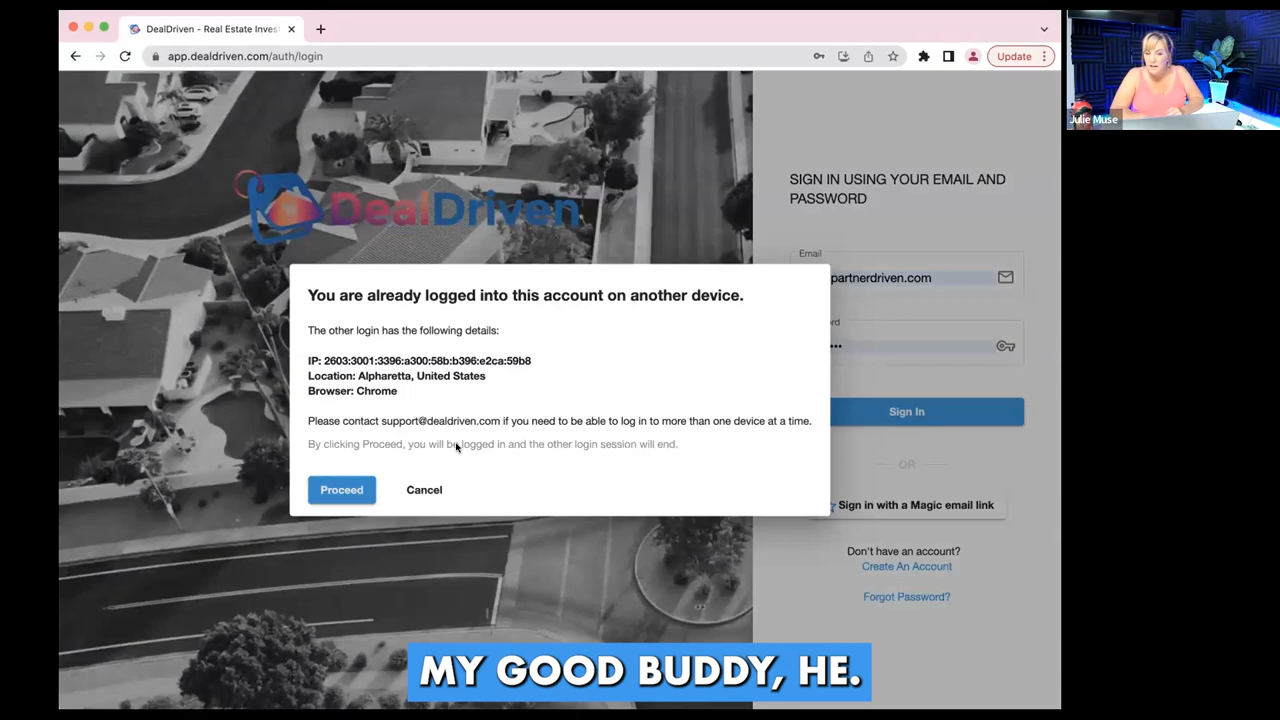 DealDriven - Real Estate Inves
app.dealdriven.com/auth/login
Update
Julie Muse
DealDriven
SIGN IN USING YOUR EMAIL AND
PASSWORD
Email
partnerdriven.com
Sign In
OR
Sign in with a Magic email link
Don't have an account?
Create An Account
Forgot Password?
You are already logged into this account on another device.
The other login has the following details:
IP: 2603:3001:3396:a300:58b:b396:e2ca:59b8
Location: Alpharetta, United States
Browser: Chrome
Please contact support@dealdriven.com if you need to be able to log in to more than one device at a time.
By clicking Proceed, you will be logged in and the other login session will end.
Proceed
Cancel
MY GOOD BUDDY, HE.